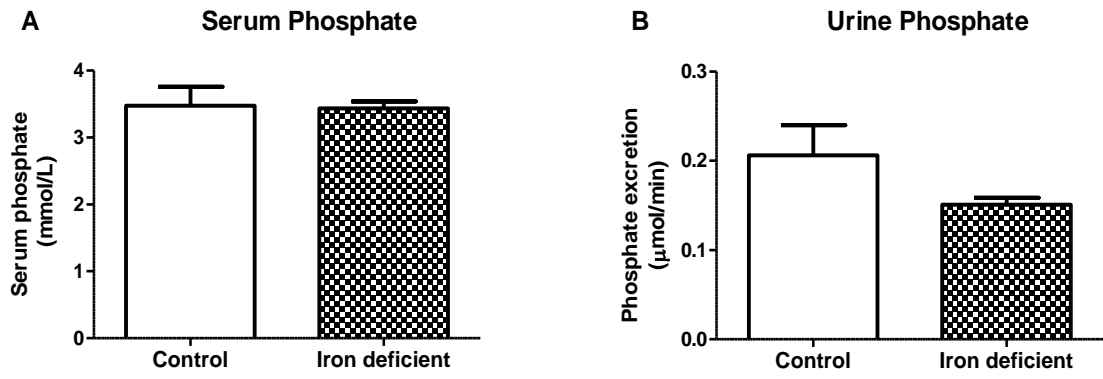 A
Serum Phosphate
Serum phosphate
(mmol/L)
4
3
2
1
0
Control
Iron deficient
B
Urine Phosphate
Phosphate excretion
(μmol/min)
0.3
0.2
0.1
0.0
Control
Iron deficient